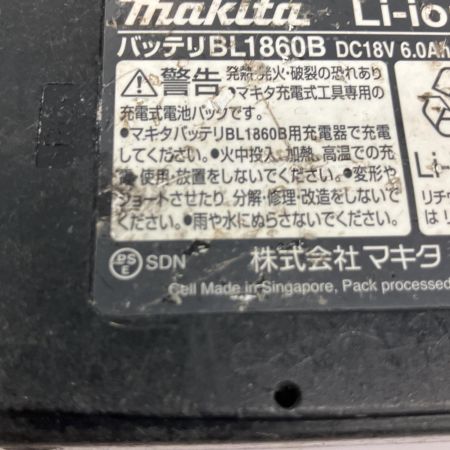 makita Li-io
バッテリBL1860B DC18V 6.0Ah
警告 発熱・発火・破裂の恐れあり
●マキタ充電式工具専用の
充電式電池パックです。
●マキタバッテリBL1860B用充電器で充電
してください。●火中投入、加熱、高温での充
電・使用・放置をしないでください。●変形や
ショートさせたり、分解・修理・改造をしないで
ください。●雨や水にぬらさないでください。
Li-
リチウ
は リ
PS
E SDN 株式会社マキタ
Cell Made in Singapore, Pack processed